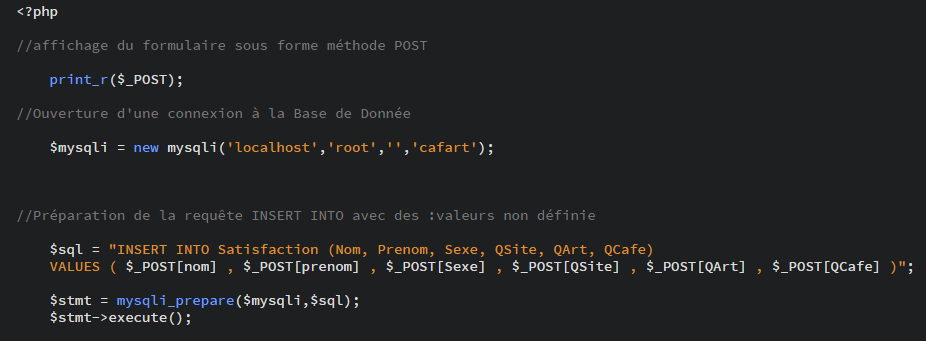 <?php
//affichage du formulaire sous forme méthode POST
print_r($_POST);
//Ouverture d'une connexion à la Base de Donnée
$mysqli = new mysqli('localhost','root','','cafart');
//Préparation de la requête INSERT INTO avec des :valeurs non définie
$sql = "INSERT INTO Satisfaction (Nom, Prenom, Sexe, QSite, QArt, QCafe)
VALUES ( $_POST[nom] , $_POST[prenom] , $_POST[Sexe] , $_POST[QSite] , $_POST[QArt] , $_POST[QCafe] )";
$stmt = mysqli_prepare($mysqli,$sql);
$stmt->execute();